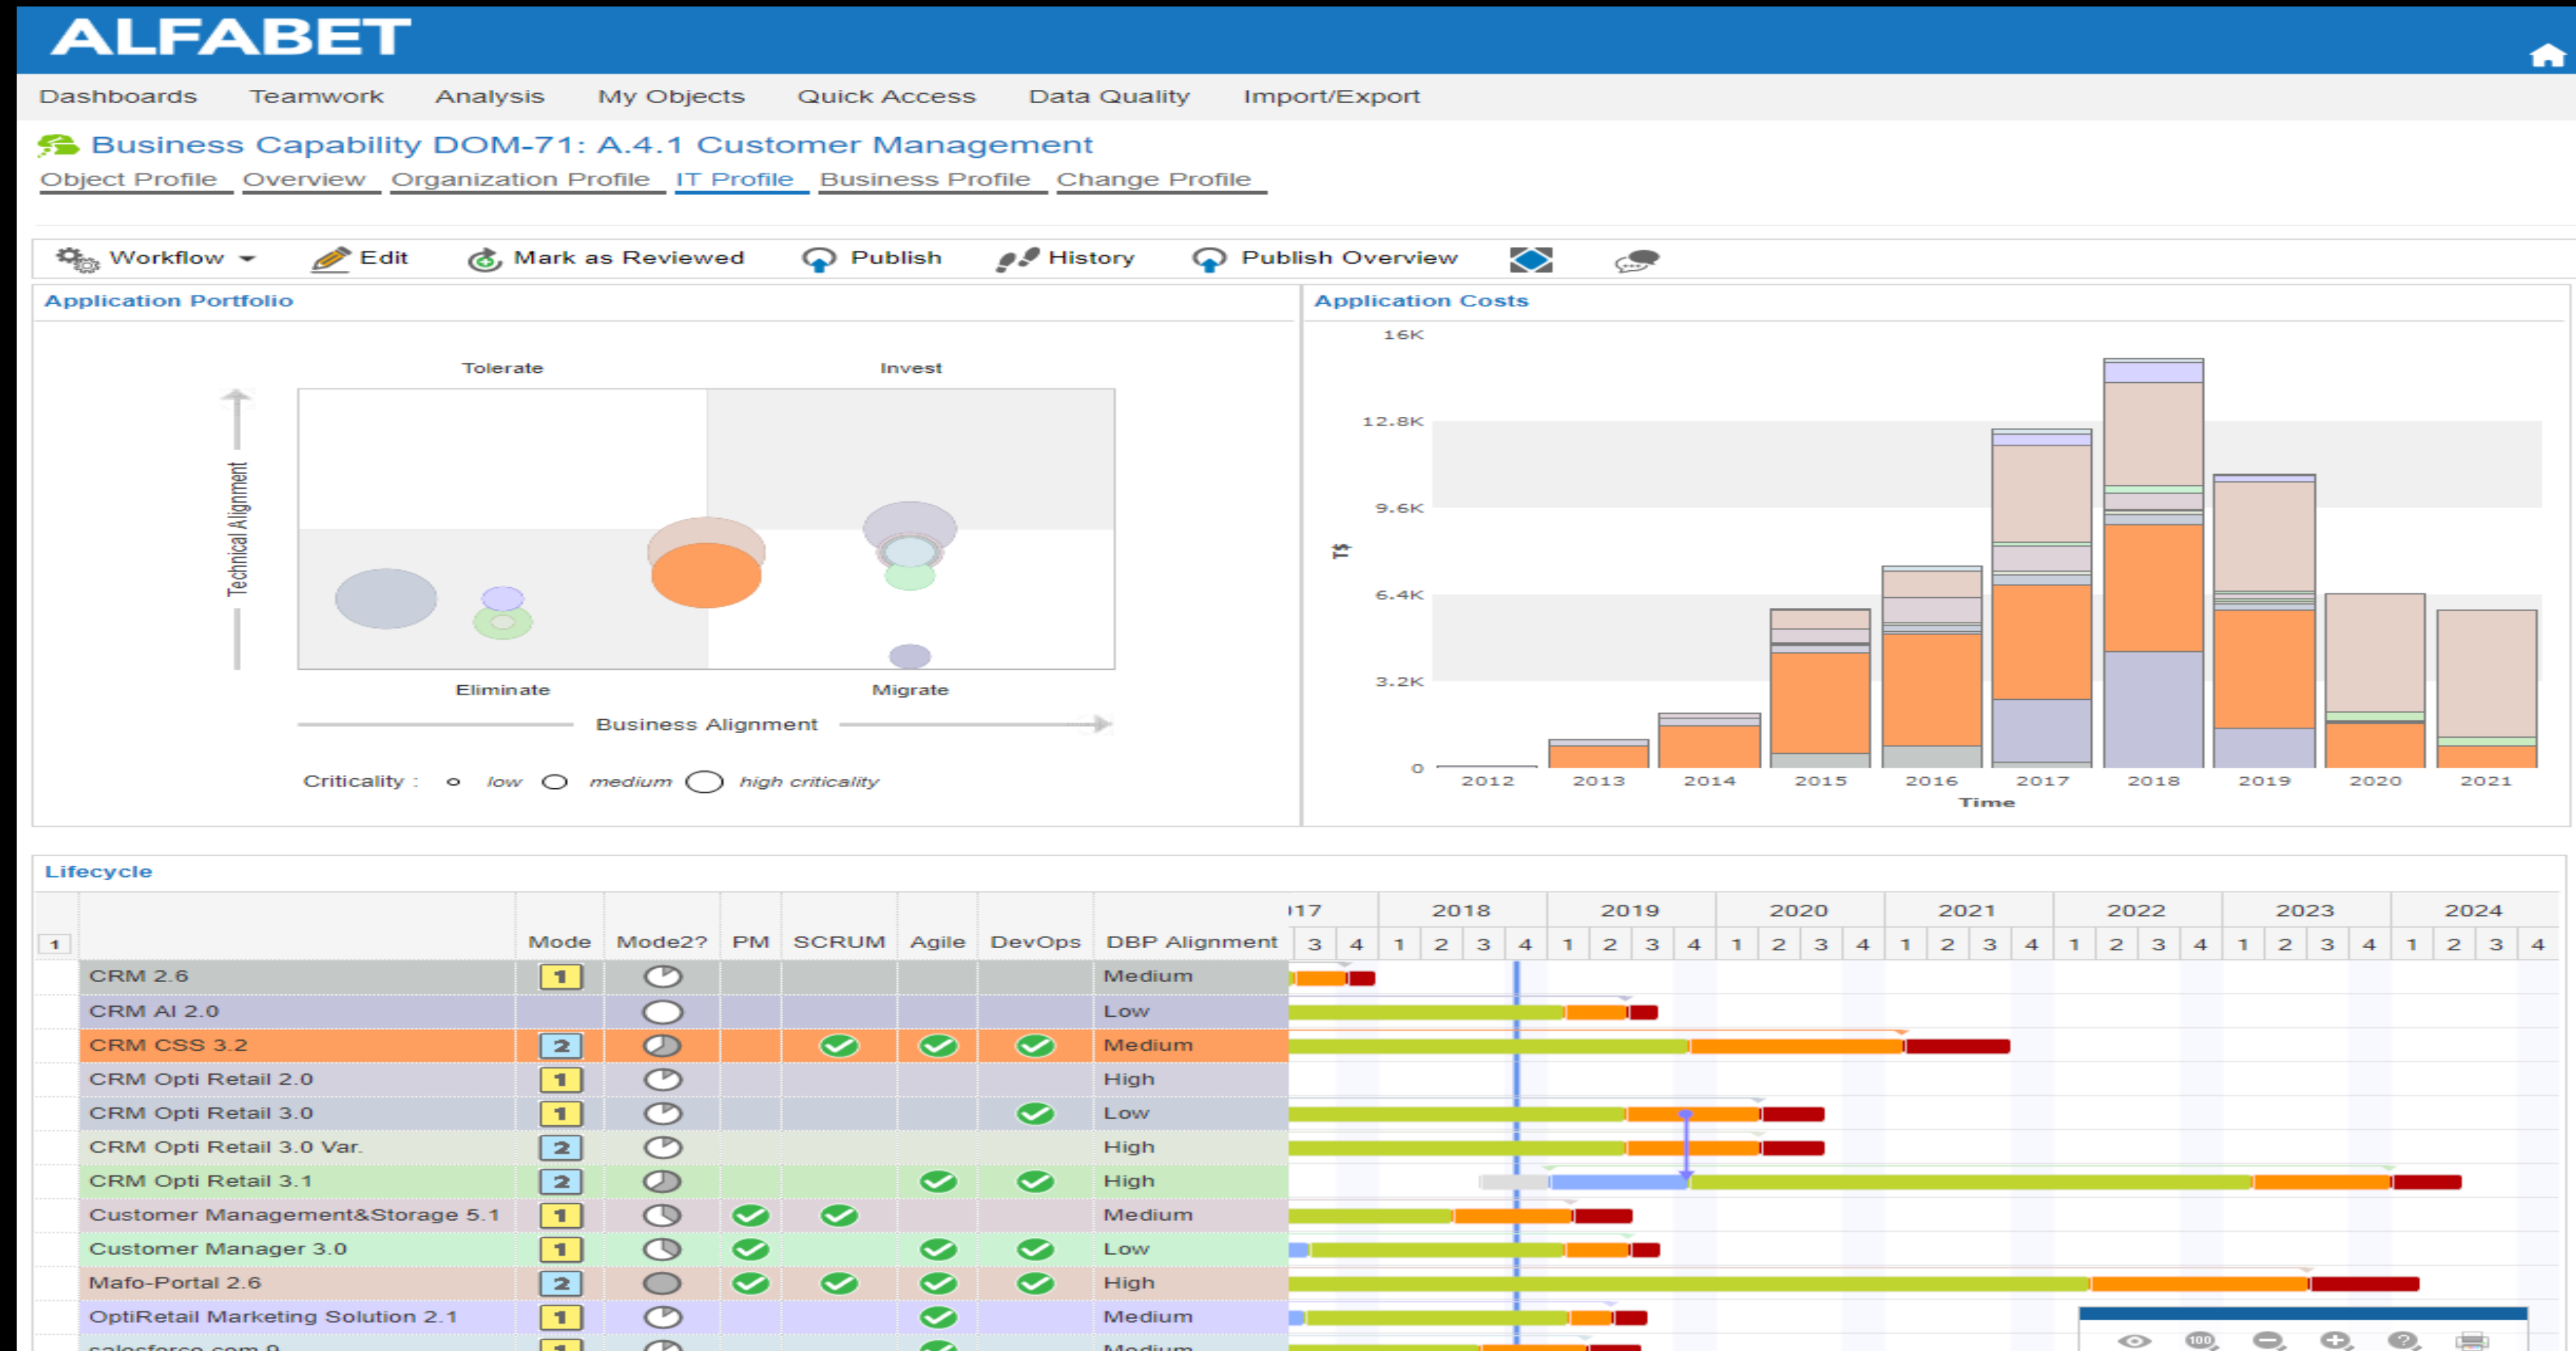 ALFABET
Dashboards Teamwork Analysis My Objects Quick Access Data Quality Import/Export
Business Capability DOM-71: A.4.1 Customer Management
Object Profile Overview Organization Profile IT Profile Business Profile Change Profile
Workflow Edit Mark as Reviewed Publish History Publish Overview
Application Portfolio
Tolerate Invest
Technical Alignment
Eliminate Migrate
Business Alignment
Criticality : low medium high criticality
Application Costs
16K
12.8K
9.6K
T$
6.4K
3.2K
0
2012 2013 2014 2015 2016 2017 2018 2019 2020 2021
Time
Lifecycle
17 2018 2019 2020 2021 2022 2023 2024
1 Mode Mode2? PM SCRUM Agile DevOps DBP Alignment 3 4 1 2 3 4 1 2 3 4 1 2 3 4 1 2 3 4 1 2 3 4 1 2 3 4 1 2 3 4
CRM 2.6 1 Medium
CRM AI 2.0 Low
CRM CSS 3.2 2 Medium
CRM Opti Retail 2.0 1 High
CRM Opti Retail 3.0 1 Low
CRM Opti Retail 3.0 Var. 2 High
CRM Opti Retail 3.1 2 High
Customer Management&Storage 5.1 1 Medium
Customer Manager 3.0 1 Low
Mafo-Portal 2.6 2 High
OptiRetail Marketing Solution 2.1 1 Medium
salesforce.com 9 1 Medium
100